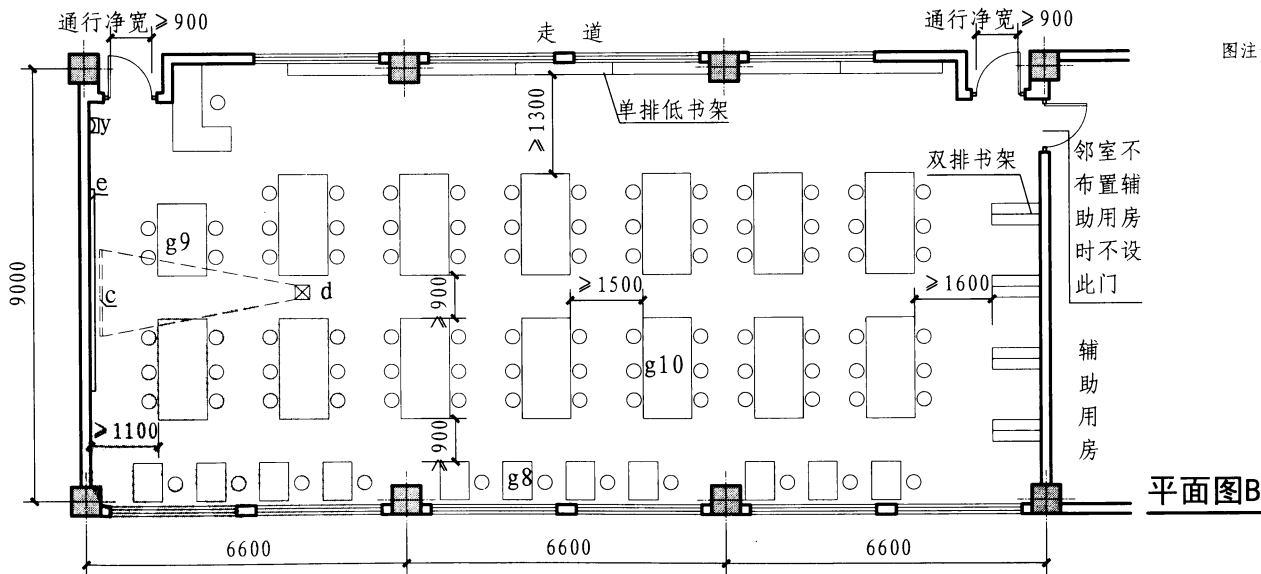 通行净宽≥900
走 道
通行净宽≥900
图注
单排低书架
≥1300
双排书架
邻室不
布置辅
助用房
时不设
此门
y
e
g9
c
d
9000
≥900
≥1500
≥1600
g10
辅
助
用
房
≥1100
≥900
g8
平面图B
6600
6600
6600